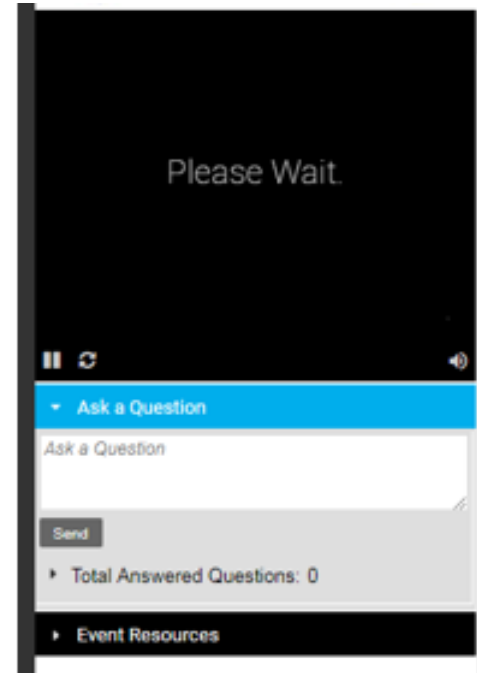 Please Wait.
Ask a Question
Ask a Question
Send
Total Answered Questions: 0
Event Resources